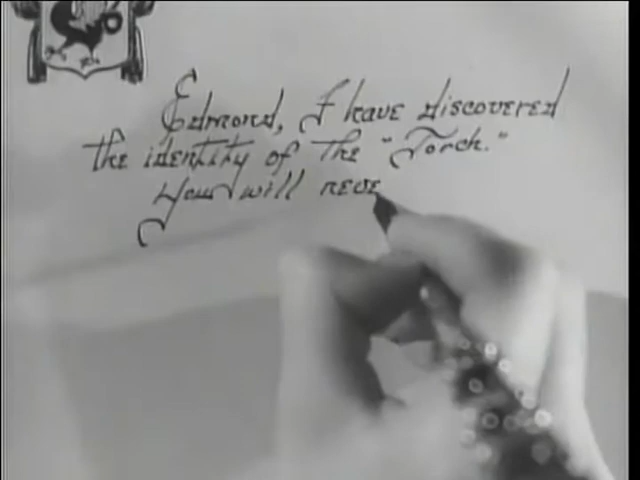 Edmond, I have discovered
the identity of the "Torch."
You will neve